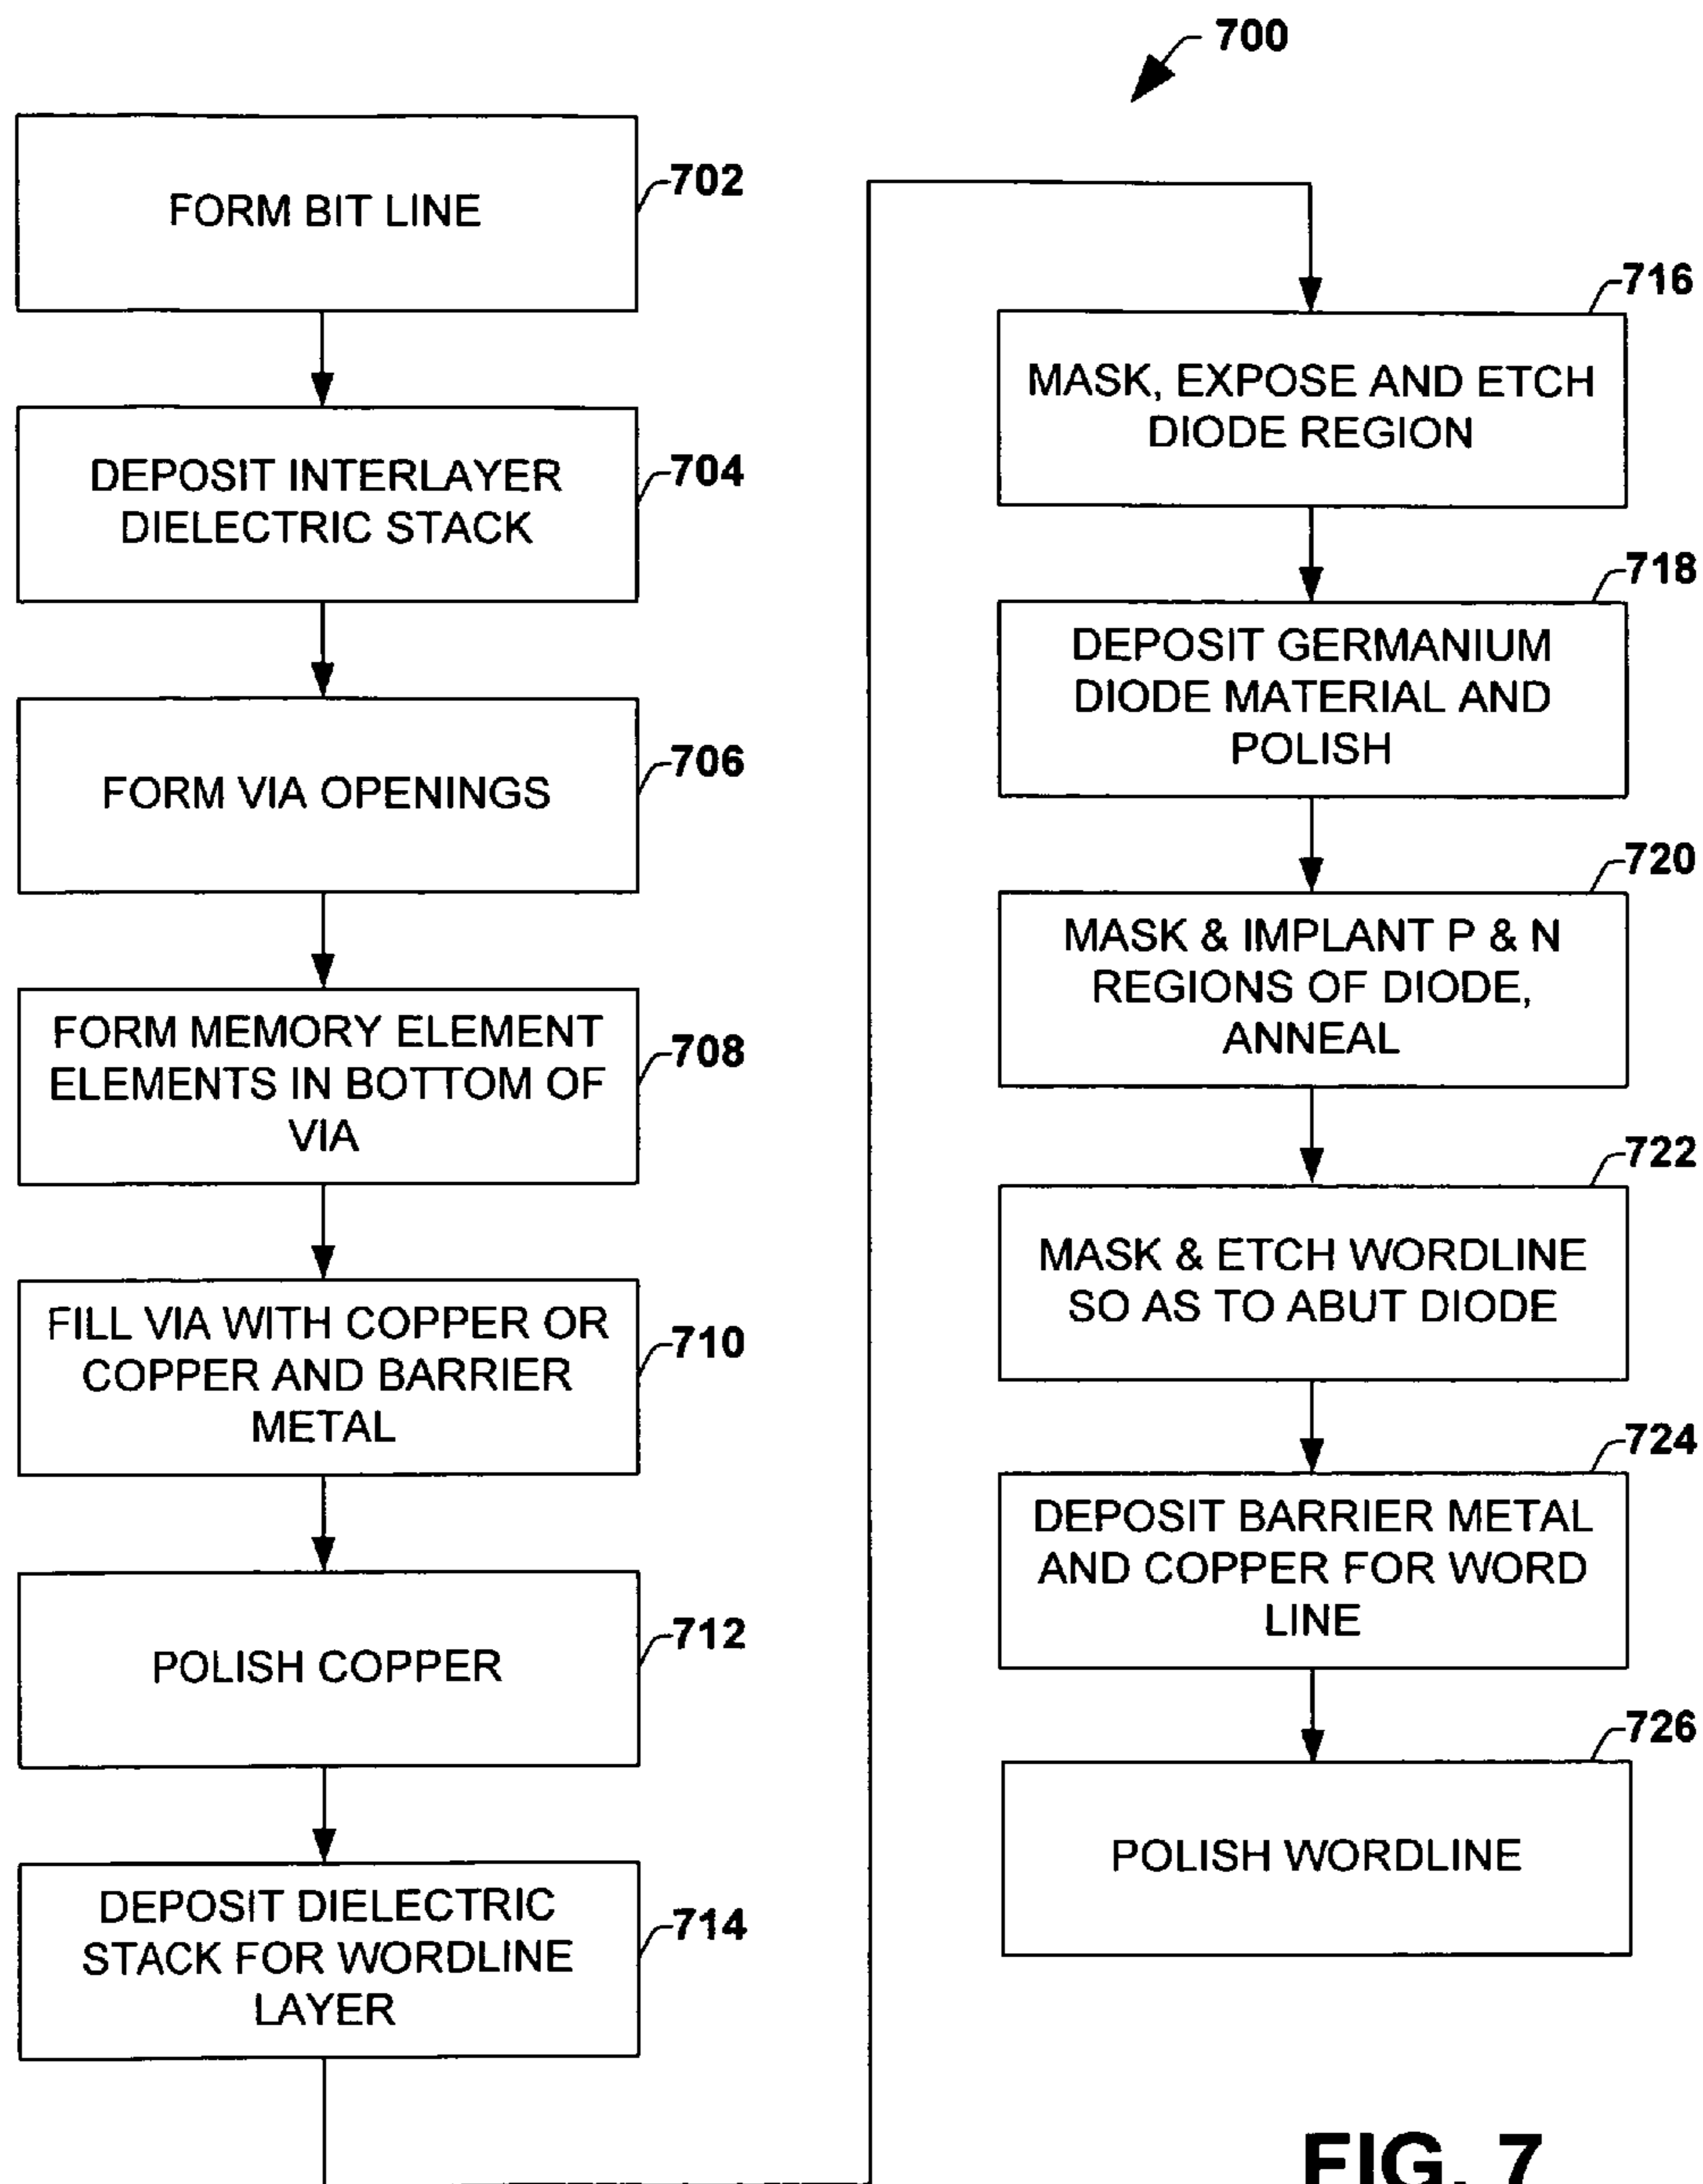 700
FORM BIT LINE
702
DEPOSIT INTERLAYER
DIELECTRIC STACK
704
FORM VIA OPENINGS
706
FORM MEMORY ELEMENT
ELEMENTS IN BOTTOM OF
VIA
708
FILL VIA WITH COPPER OR
COPPER AND BARRIER
METAL
710
POLISH COPPER
712
DEPOSIT DIELECTRIC
STACK FOR WORDLINE
LAYER
714
716
MASK, EXPOSE AND ETCH
DIODE REGION
718
DEPOSIT GERMANIUM
DIODE MATERIAL AND
POLISH
720
MASK & IMPLANT P & N
REGIONS OF DIODE,
ANNEAL
722
MASK & ETCH WORDLINE
SO AS TO ABUT DIODE
724
DEPOSIT BARRIER METAL
AND COPPER FOR WORD
LINE
726
POLISH WORDLINE
FIG. 7